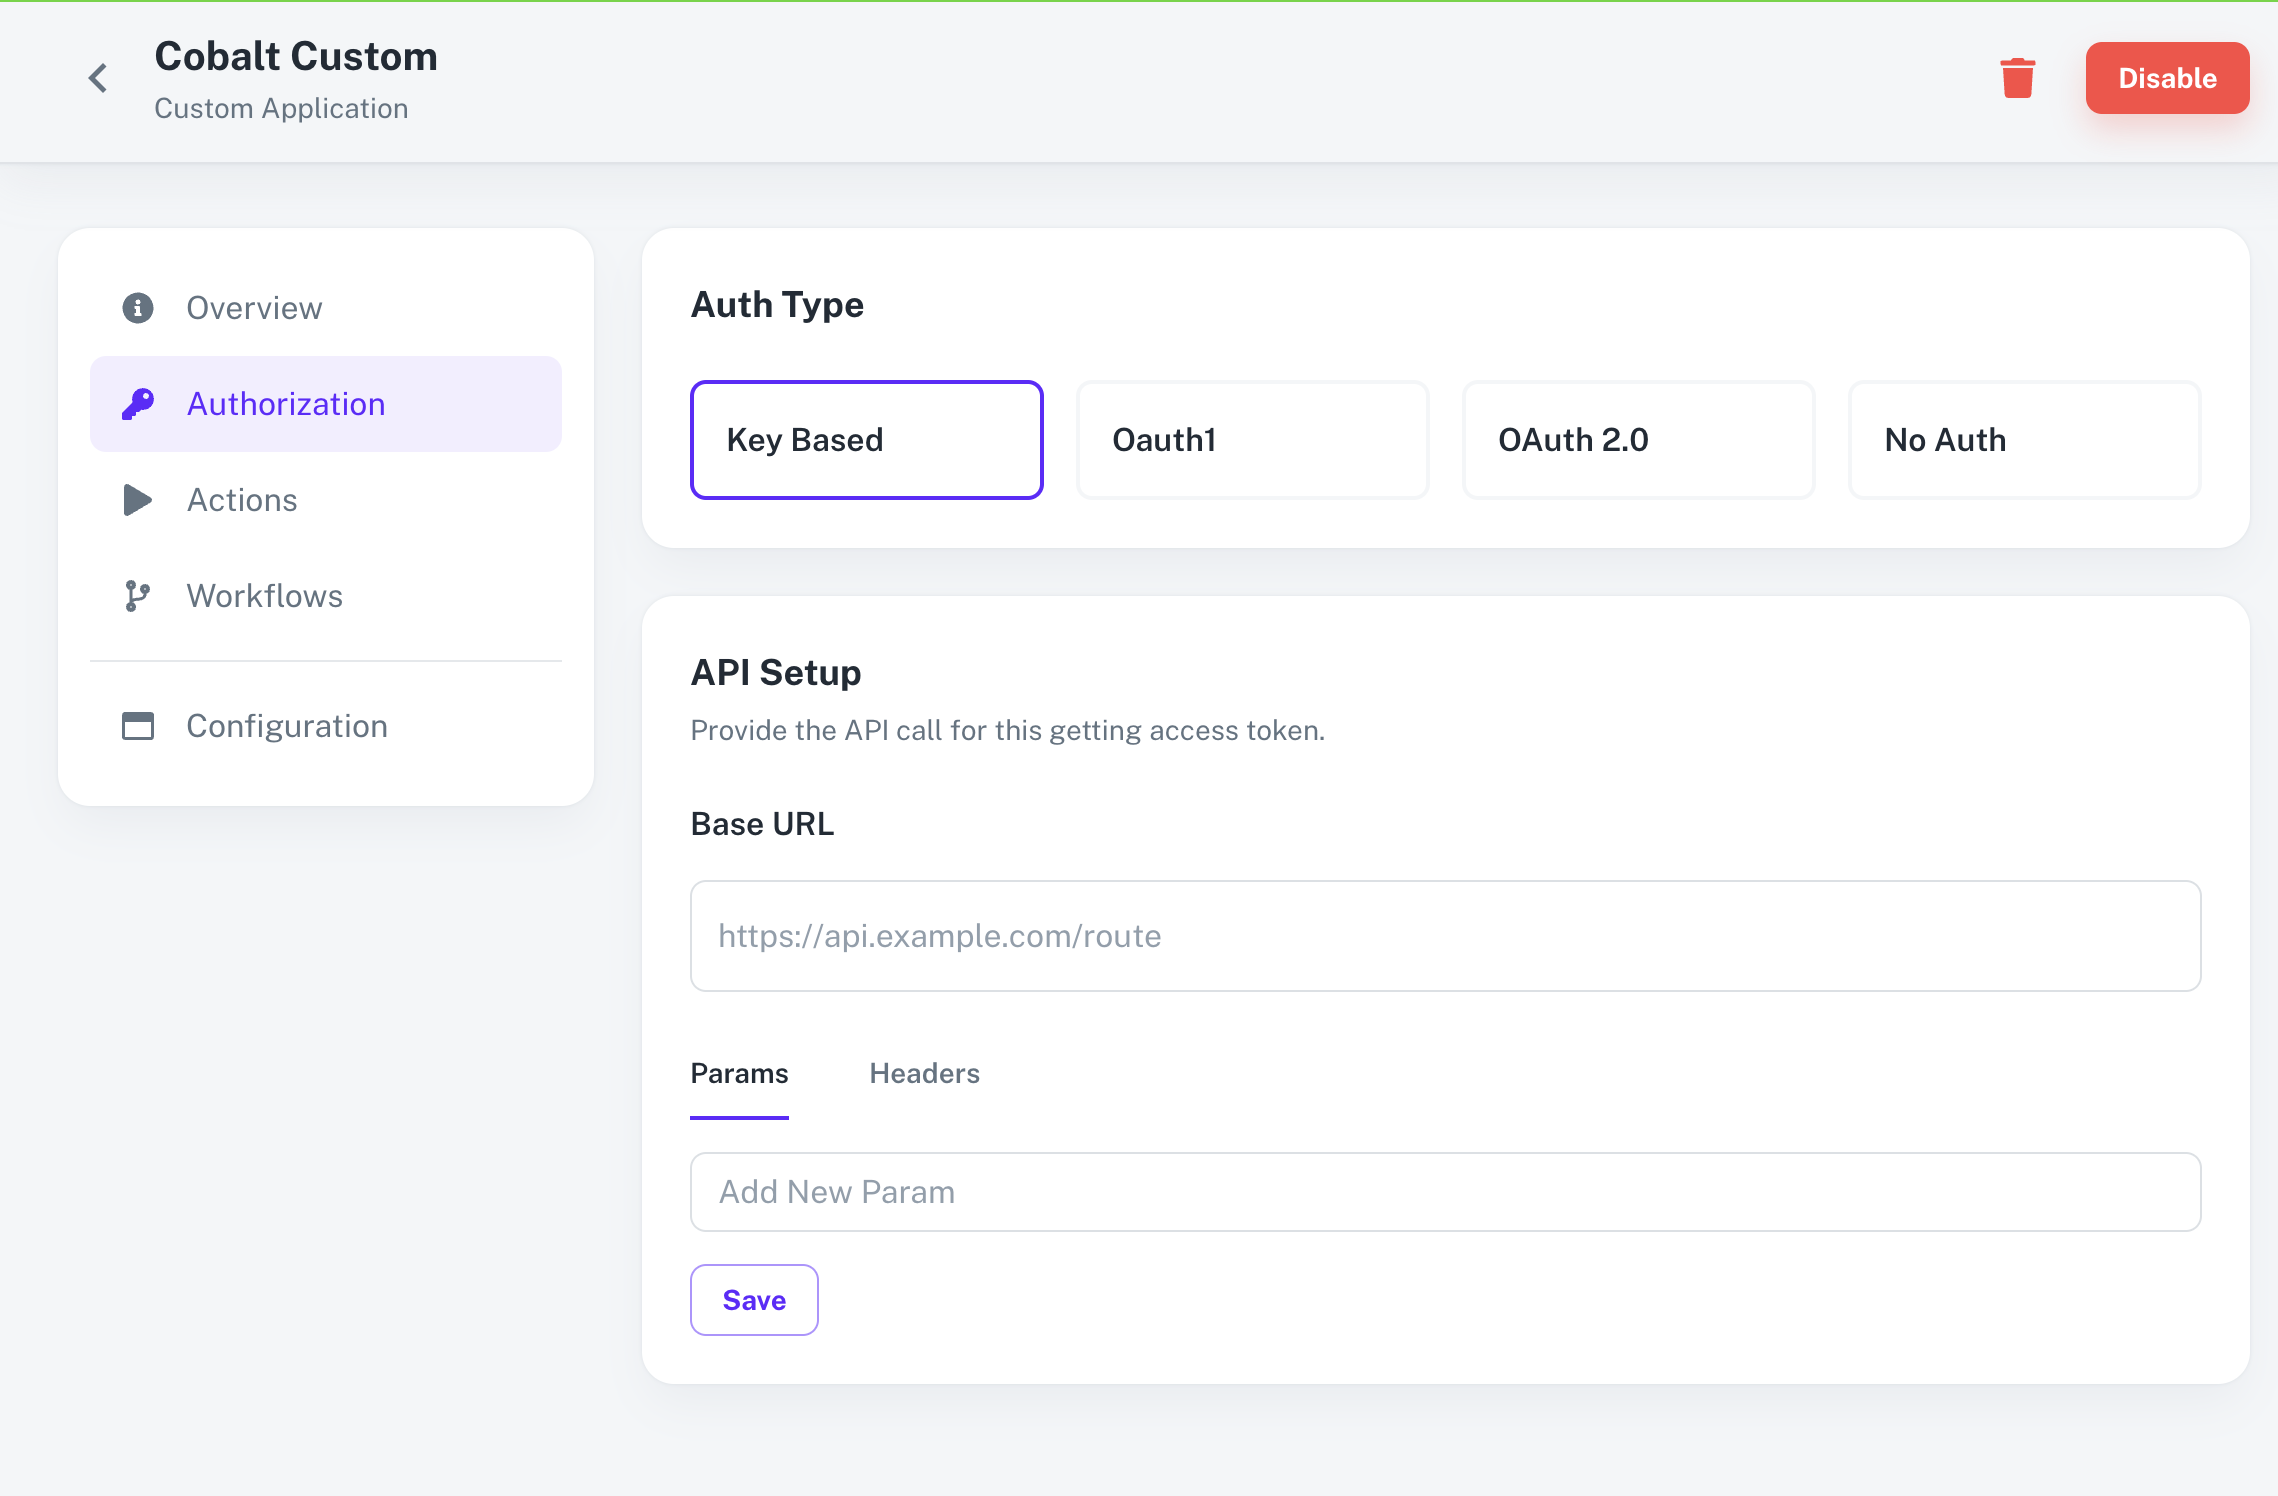 Cobalt Custom
Custom Application
Disable
Overview
Authorization
Actions
Workflows
Configuration
Auth Type
Key Based
Oauth1
OAuth 2.0
No Auth
API Setup
Provide the API call for this getting access token.
Base URL
https://api.example.com/route
Params
Headers
Add New Param
Save